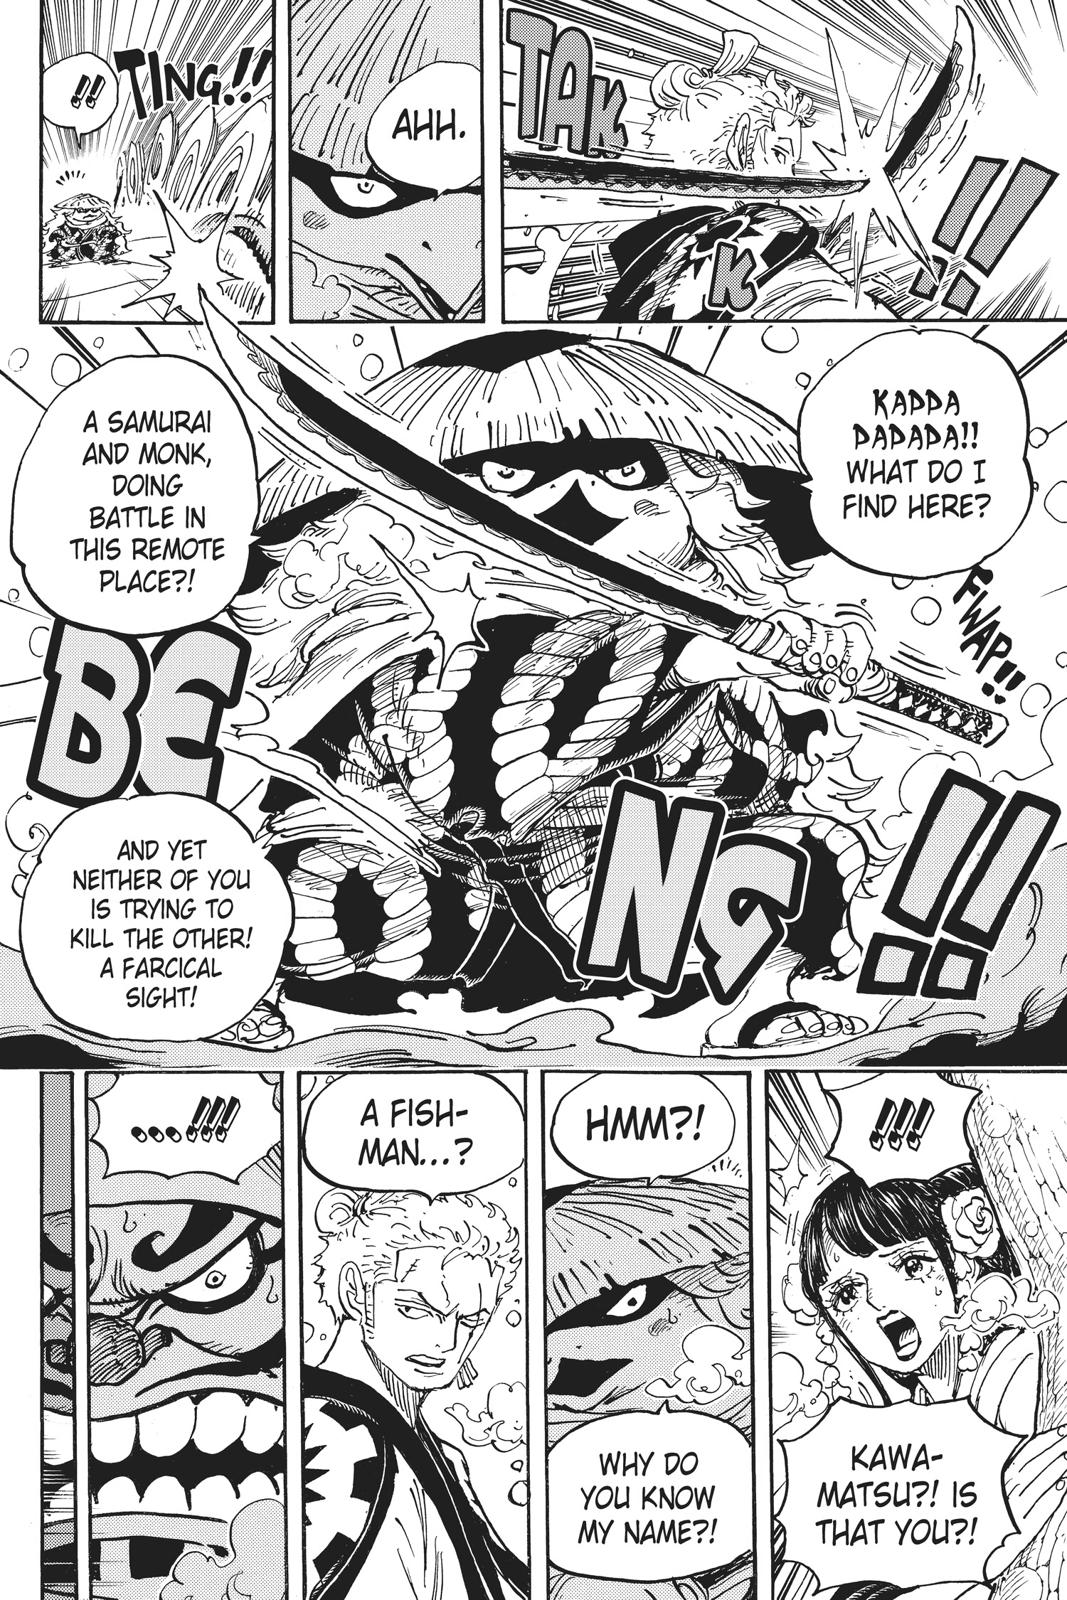 TAK
K
!!
AHH.
TING!!
!!
KADDA
DADADA!!
WHAT DO I
FIND HERE?
FWAP!!
A SAMURAI
AND MONK,
DOING
BATTLE IN
THIS REMOTE
PLACE?!
BE
NG!!
AND YET
NEITHER OF YOU
IS TRYING TO
KILL THE OTHER!
A FARCICAL
SIGHT!
!!!
KAWA-
MATSU?! IS
THAT YOU?!
HMM?!
WHY DO
YOU KNOW
MY NAME?!
A FISH-
MAN...?
...!!!